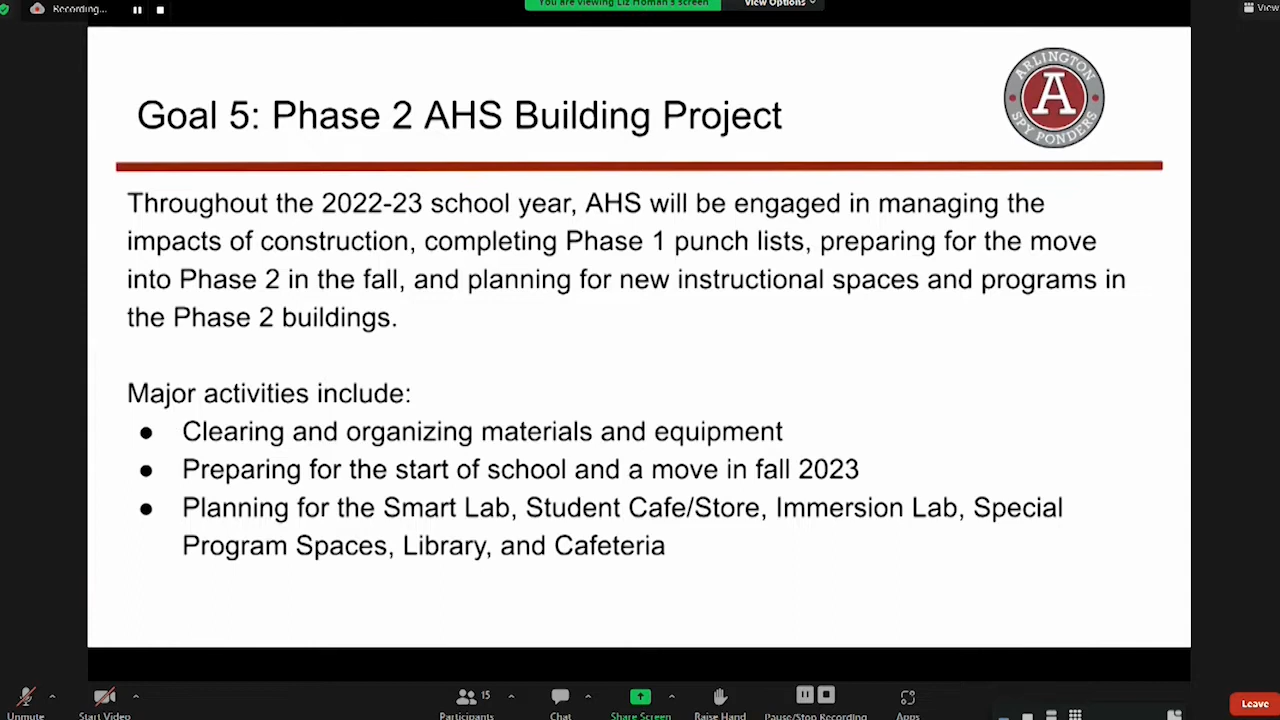 Recording...
You are viewing Liz Homan's screen
View Options
View
ARLINGTON
A
SPY PONDERS
Goal 5: Phase 2 AHS Building Project
Throughout the 2022-23 school year, AHS will be engaged in managing the
impacts of construction, completing Phase 1 punch lists, preparing for the move
into Phase 2 in the fall, and planning for new instructional spaces and programs in
the Phase 2 buildings.
Major activities include:
● Clearing and organizing materials and equipment
● Preparing for the start of school and a move in fall 2023
● Planning for the Smart Lab, Student Cafe/Store, Immersion Lab, Special
Program Spaces, Library, and Cafeteria
15
Unmute
Start Video
Participants
Chat
Share Screen
Raise Hand
Pause/Stop Recording
Apps
Leave